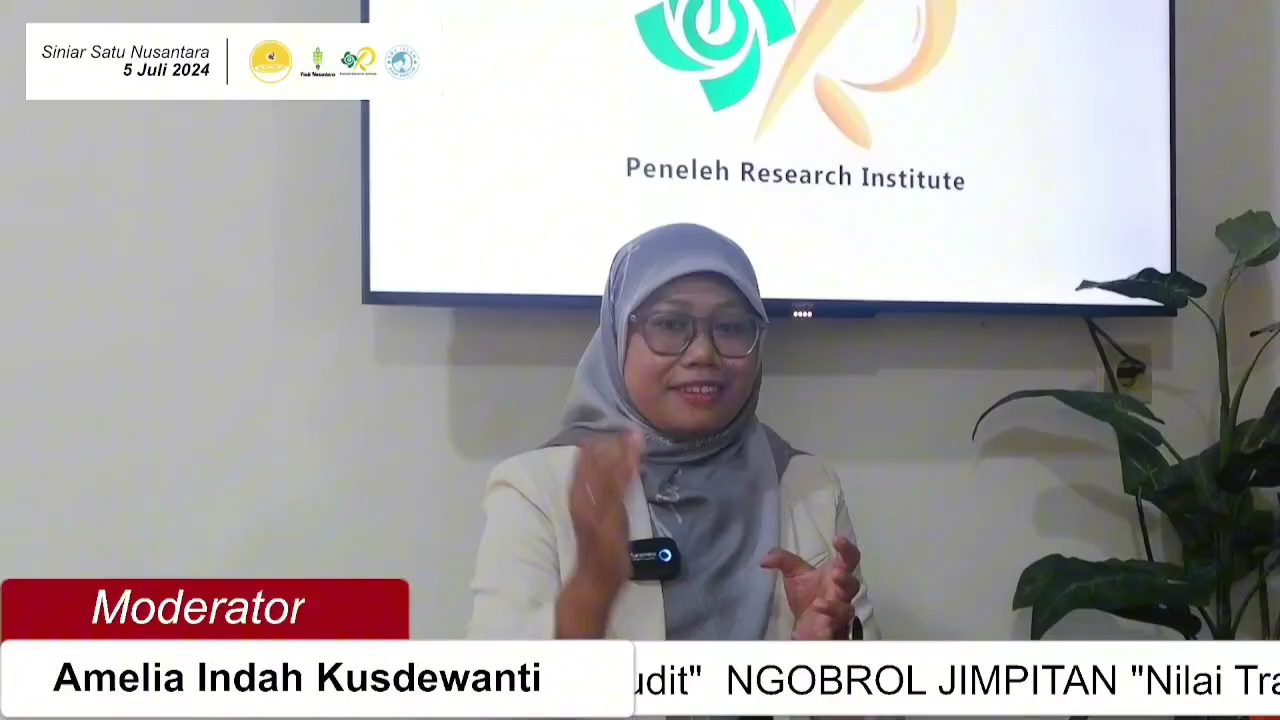 Siniar Satu Nusantara
5 Juli 2024
Peneleh Research Institute
Moderator
Amelia Indah Kusdewanti
udit" NGOBROL JIMPITAN "Nilai Tra